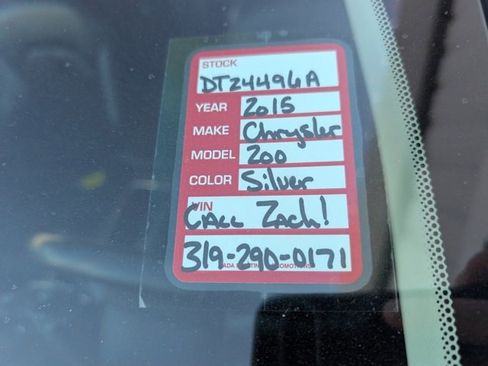 STOCK
DT24496A
YEAR 2015
MAKE Chrysler
MODEL 200
COLOR Silver
VIN
CALL Zach!
319-290-0171